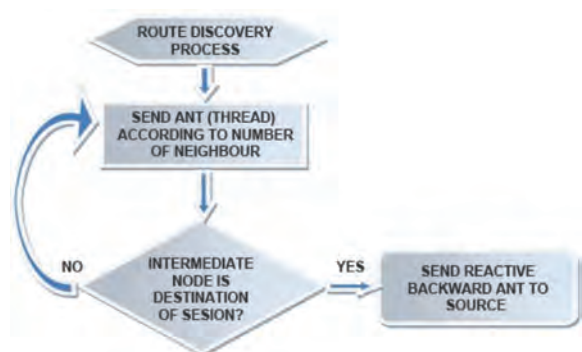 ROUTE DISCOVERY
PROCESS
SEND ANT (THREAD)
ACCORDING TO NUMBER
OF NEIGHBOUR
NO
INTERMEDIATE
NODE IS
DESTINATION
OF SESION?
YES
SEND REACTIVE
BACKWARD ANT TO
SOURCE